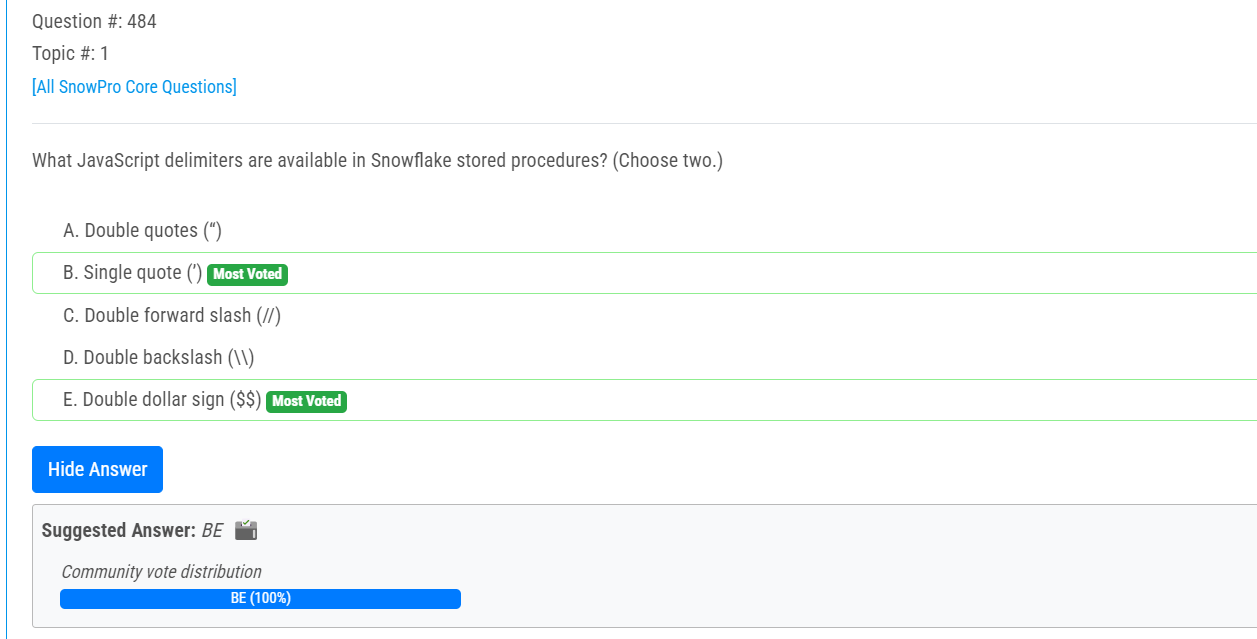 Question #: 484
Topic #: 1
[All SnowPro Core Questions]
What JavaScript delimiters are available in Snowflake stored procedures? (Choose two.)
A. Double quotes (“)
B. Single quote (’) Most Voted
C. Double forward slash (//)
D. Double backslash (\\)
E. Double dollar sign ($$) Most Voted
Hide Answer
Suggested Answer: BE
Community vote distribution
BE (100%)